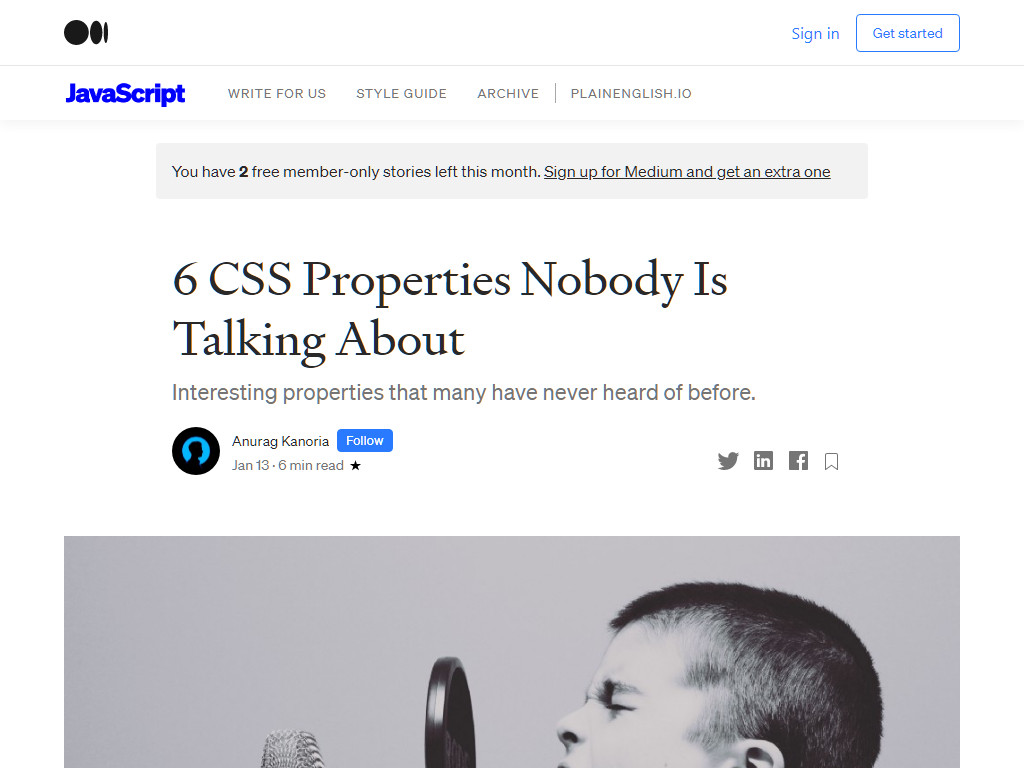 Sign in
Get started
JavaScript
WRITE FOR US
STYLE GUIDE
ARCHIVE
PLAINENGLISH.IO
You have 2 free member-only stories left this month. Sign up for Medium and get an extra one
6 CSS Properties Nobody Is
Talking About
Interesting properties that many have never heard of before.
Anurag Kanoria
Follow
Jan 13 · 6 min read ★
in